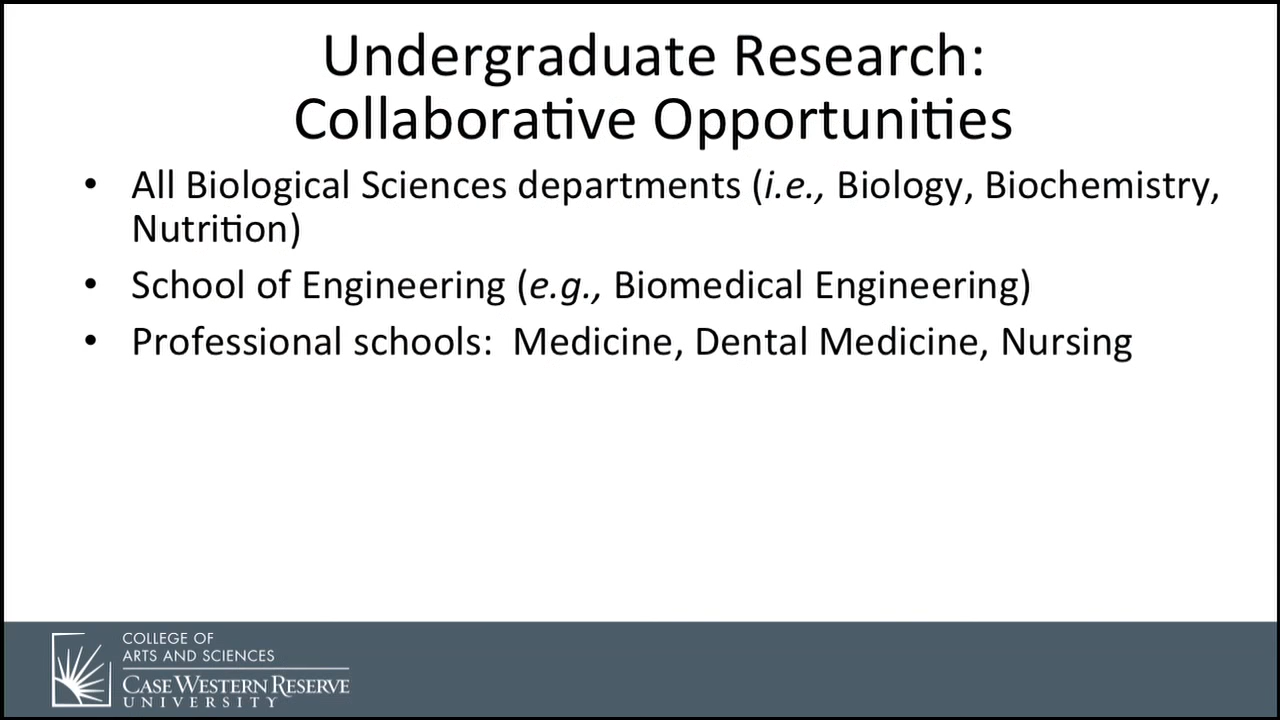 Undergraduate Research:
Collaborative Opportunities
• All Biological Sciences departments (i.e., Biology, Biochemistry,
Nutrition)
• School of Engineering (e.g., Biomedical Engineering)
• Professional schools:  Medicine, Dental Medicine, Nursing
COLLEGE OF
ARTS AND SCIENCES
CASE WESTERN RESERVE
UNIVERSITY